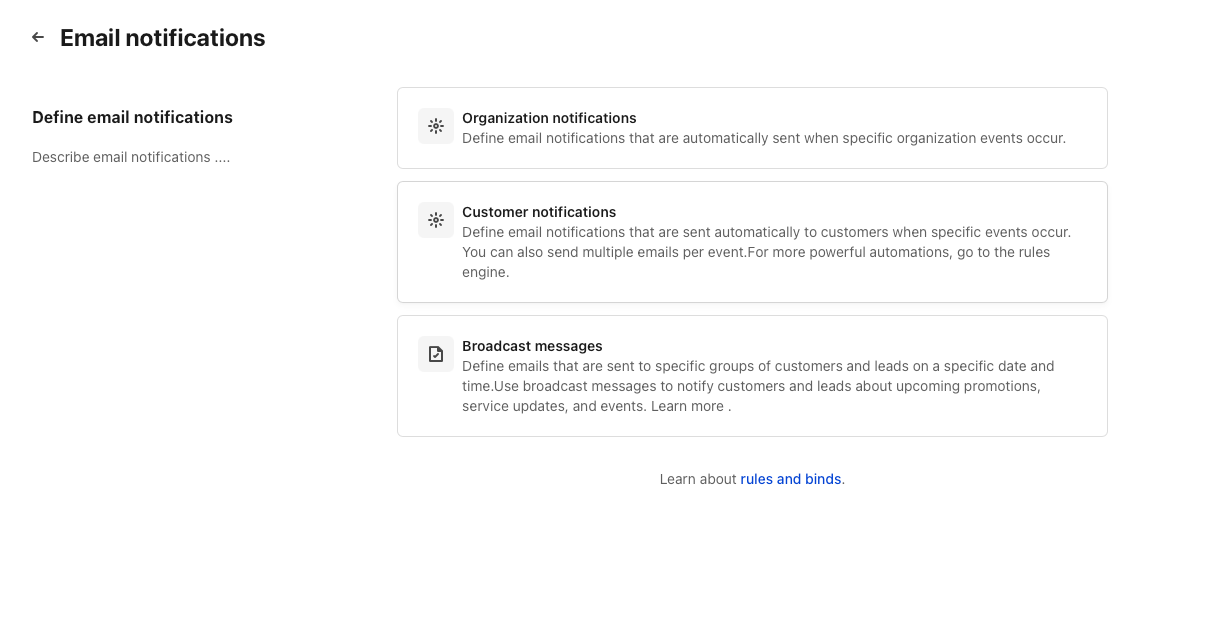 Email notifications
Define email notifications
Describe email notifications ....
Organization notifications
Define email notifications that are automatically sent when specific organization events occur.
Customer notifications
Define email notifications that are sent automatically to customers when specific events occur.
You can also send multiple emails per event.For more powerful automations, go to the rules
engine.
Broadcast messages
Define emails that are sent to specific groups of customers and leads on a specific date and
time.Use broadcast messages to notify customers and leads about upcoming promotions,
service updates, and events. Learn more .
Learn about rules and binds.